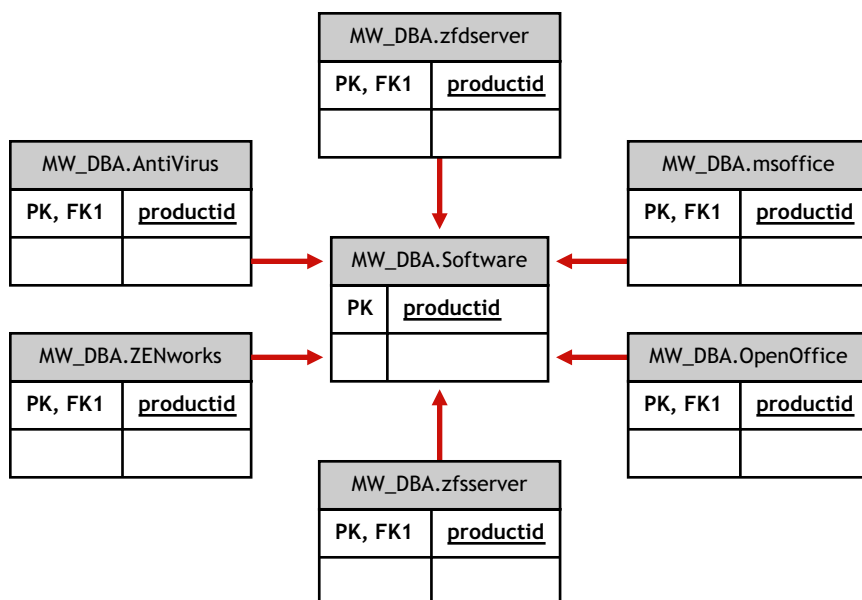 MW_DBA.zfdserver
PK, FK1 productid
MW_DBA.AntiVirus
PK, FK1 productid
MW_DBA.msoffice
PK, FK1 productid
MW_DBA.Software
PK productid
MW_DBA.ZENworks
PK, FK1 productid
MW_DBA.OpenOffice
PK, FK1 productid
MW_DBA.zfsserver
PK, FK1 productid